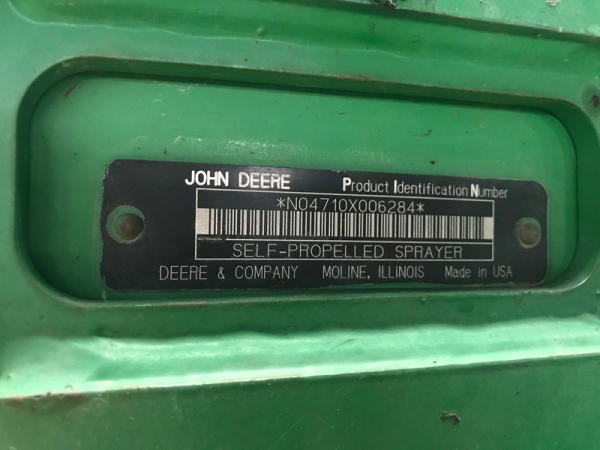 JOHN DEERE Product Identification Number
*N04710X006284*
SELF-PROPELLED SPRAYER
DEERE & COMPANY MOLINE, ILLINOIS Made in USA